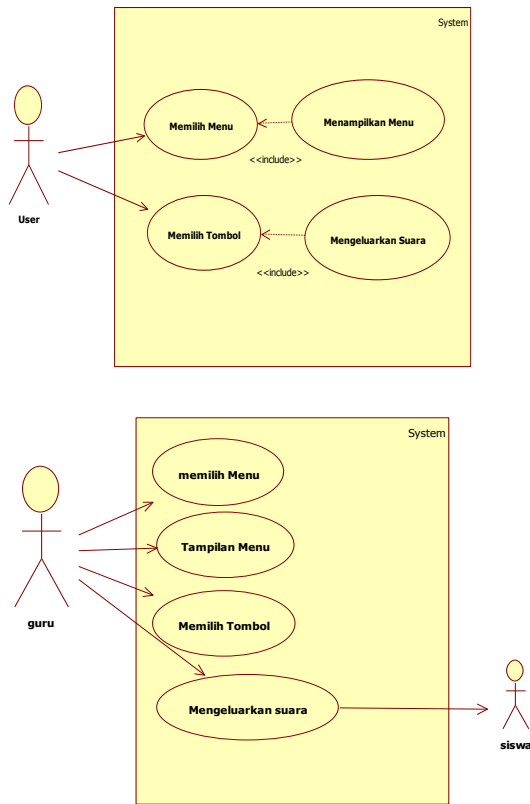 System
Memilih Menu
Menampilkan Menu
<<include>>
User
Memilih Tombol
Mengeluarkan Suara
<<include>>
System
memilih Menu
Tampilan Menu
Memilih Tombol
guru
Mengeluarkan suara
siswa